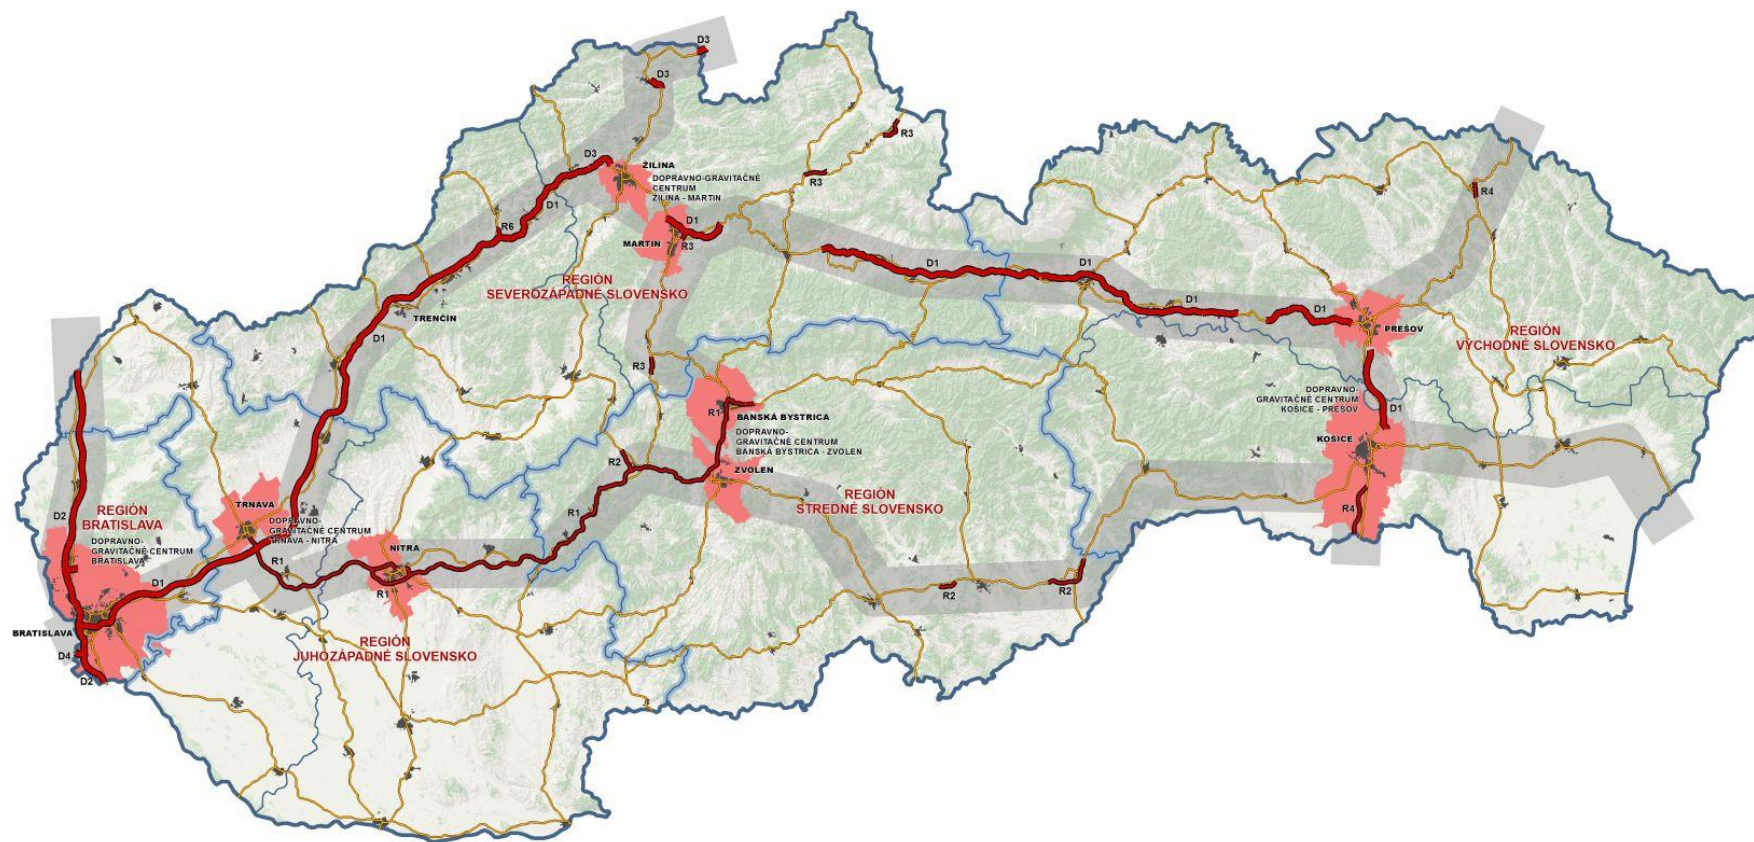 D3
D3
D3
ŽILINA
DOPRAVNO-GRAVITAČNÉ
CENTRUM
ŽILINA - MARTIN
R3
R3
R4
D1
R6
D1
MARTIN
R3
REGIÓN
SEVEROZÁPADNÉ SLOVENSKO
TRENČÍN
D1
D1
D1
D1
D1
PREŠOV
REGIÓN
VÝCHODNÉ SLOVENSKO
D1
R3
R1
BANSKÁ BYSTRICA
DOPRAVNO-
GRAVITAČNÉ CENTRUM
BANSKÁ BYSTRICA - ZVOLEN
ZVOLEN
DOPRAVNO-
GRAVITAČNÉ CENTRUM
KOŠICE - PREŠOV
D1
KOŠICE
R2
REGIÓN
STREDNÉ SLOVENSKO
R1
R4
D2
REGIÓN
BRATISLAVA
DOPRAVNO-
GRAVITAČNÉ CENTRUM
BRATISLAVA
TRNAVA
DOPRAVNO-
GRAVITAČNÉ CENTRUM
TRNAVA - NITRA
NITRA
R1
R1
D1
R2
R2
BRATISLAVA
D4
D2
REGIÓN
JUHOZÁPADNÉ SLOVENSKO